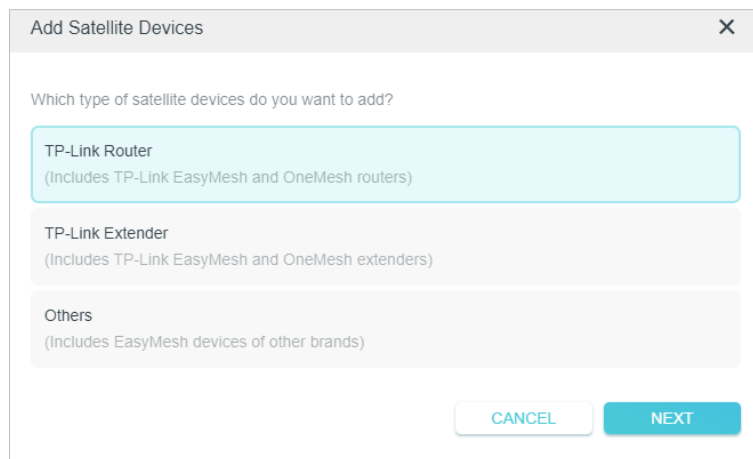 Add Satellite Devices
Which type of satellite devices do you want to add?
TP-Link Router
(Includes TP-Link EasyMesh and OneMesh routers)
TP-Link Extender
(Includes TP-Link EasyMesh and OneMesh extenders)
Others
(Includes EasyMesh devices of other brands)
CANCEL NEXT